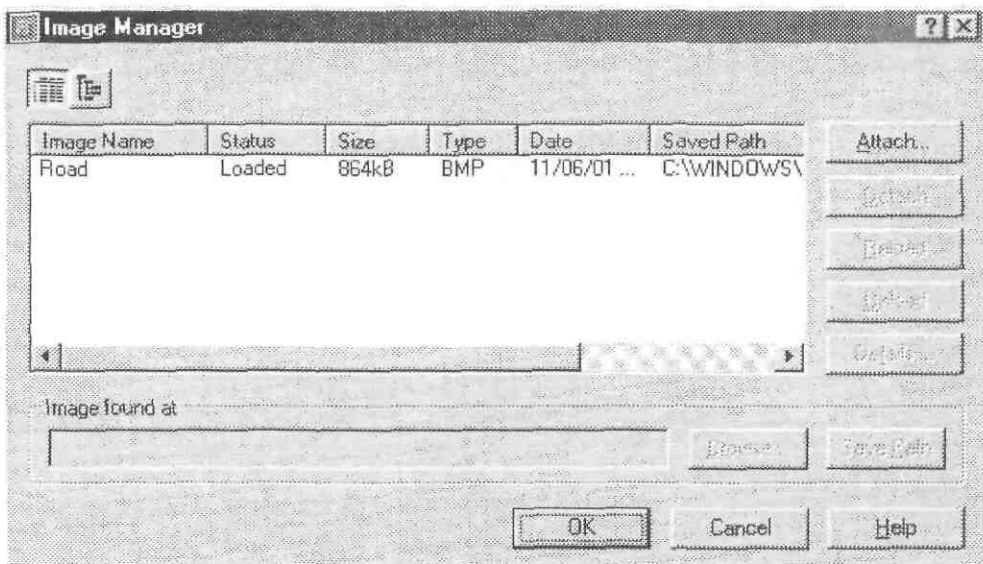 Image Manager
Image Name Status Size Type Date Saved Path
Road Loaded 864kB BMP 11/06/01 ... C:\WINDOWS\
Attach...
Detach
Reload
Unload
Details...
Image found at
Browse...
Save Path
OK Cancel Help